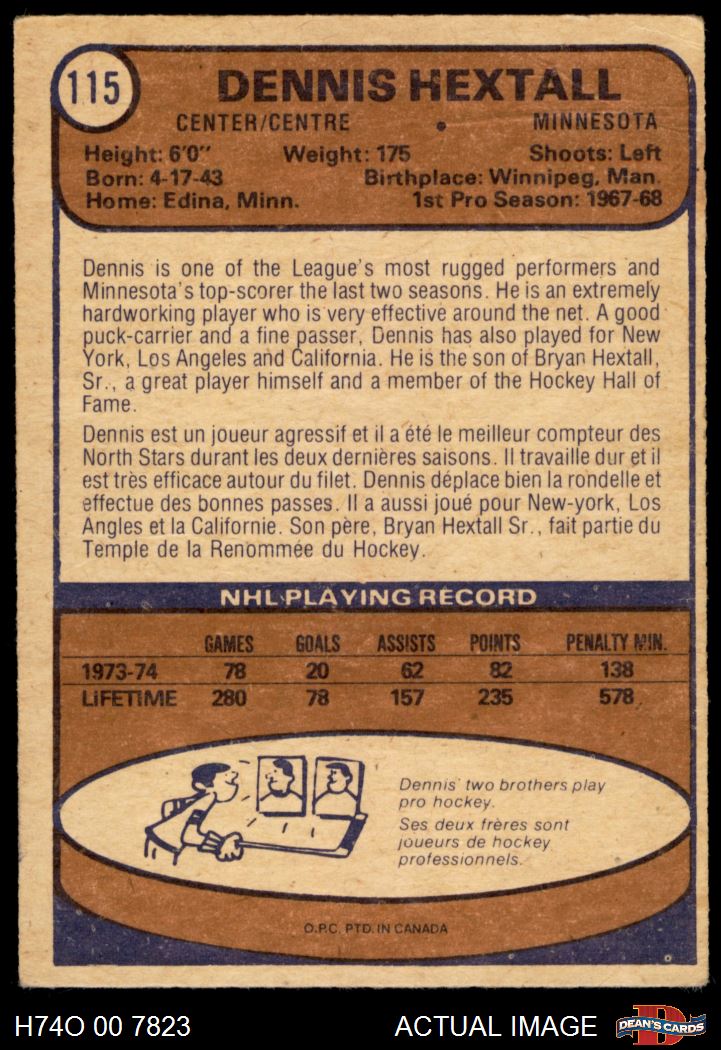 115
DENNIS HEXTALL
CENTER/CENTRE • MINNESOTA
Height: 6'0" Weight: 175 Shoots: Left
Born: 4-17-43 Birthplace: Winnipeg, Man.
Home: Edina, Minn. 1st Pro Season: 1967-68
Dennis is one of the League's most rugged performers and
Minnesota's top-scorer the last two seasons. He is an extremely
hardworking player who is very effective around the net. A good
puck-carrier and a fine passer, Dennis has also played for New
York, Los Angeles and California. He is the son of Bryan Hextall,
Sr., a great player himself and a member of the Hockey Hall of
Fame.
Dennis est un joueur agressif et il a été le meilleur compteur des
North Stars durant les deux dernières saisons. Il travaille dur et il
est très efficace autour du filet. Dennis déplace bien la rondelle et
effectue des bonnes passes. Il a aussi joué pour New-york, Los
Angles et la Californie. Son père, Bryan Hextall Sr., fait partie du
Temple de la Renommée du Hockey.
NHL PLAYING RECORD
GAMES GOALS ASSISTS POINTS PENALTY MIN.
1973-74 78 20 62 82 138
LIFETIME 280 78 157 235 578
Dennis' two brothers play
pro hockey.
Ses deux frères sont
joueurs de hockey
professionnels.
O.P.C. PTD. IN CANADA
H74O 00 7823 ACTUAL IMAGE DEAN'S CARDS